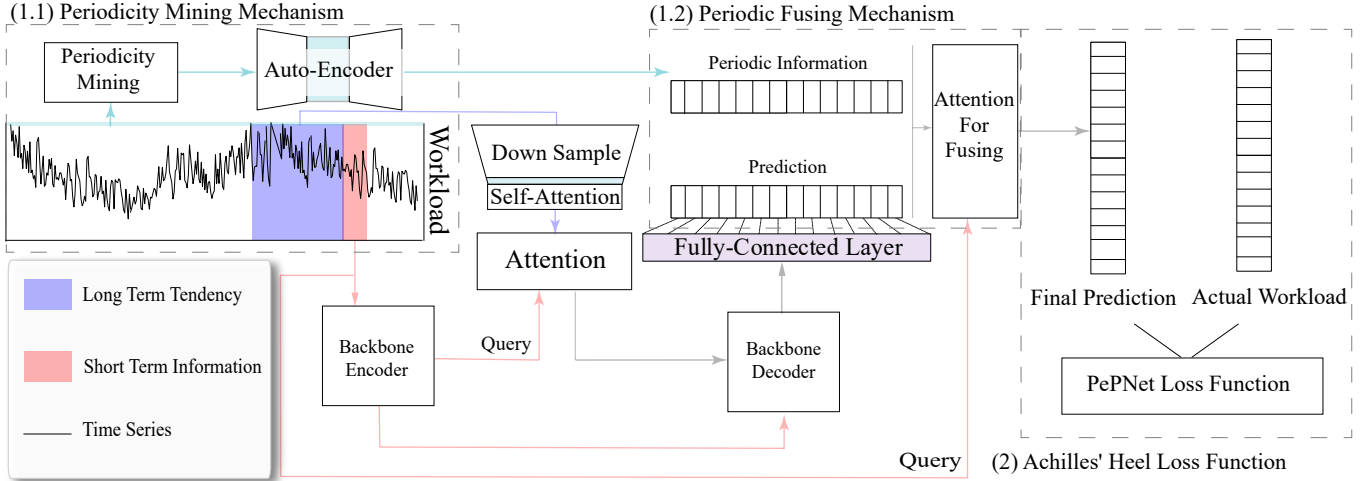 (1.1) Periodicity Mining Mechanism
Periodicity
Mining
Auto-Encoder
Workload
Down Sample
Self-Attention
Attention
Long Term Tendency
Short Term Information
Time Series
Backbone
Encoder
Query
(1.2) Periodic Fusing Mechanism
Periodic Information
Prediction
Fully-Connected Layer
Backbone
Decoder
Attention
For
Fusing
Query
Final Prediction
Actual Workload
PePNet Loss Function
(2) Achilles' Heel Loss Function